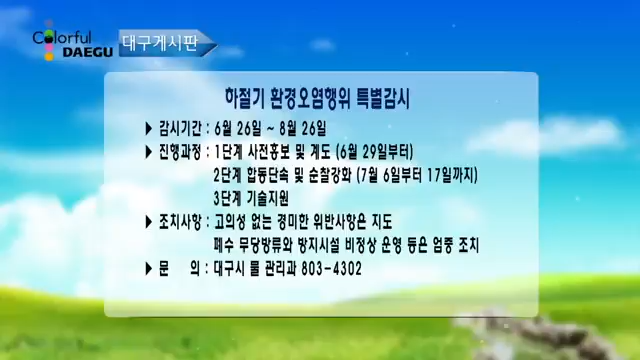 Colorful
DAEGU
대구게시판
하절기 환경오염행위 특별감시
▶ 감시기간 : 6월 26일 ~ 8월 26일
▶ 진행과정 : 1단계 사전홍보 및 계도 (6월 29일부터)
2단계 합동단속 및 순찰강화 (7월 6일부터 17일까지)
3단계 기술지원
▶ 조치사항 : 고의성 없는 경미한 위반사항은 지도
폐수 무단방류와 방지시설 비정상 운영 등은 엄중 조치
▶ 문 의 : 대구시 물 관리과 803-4302